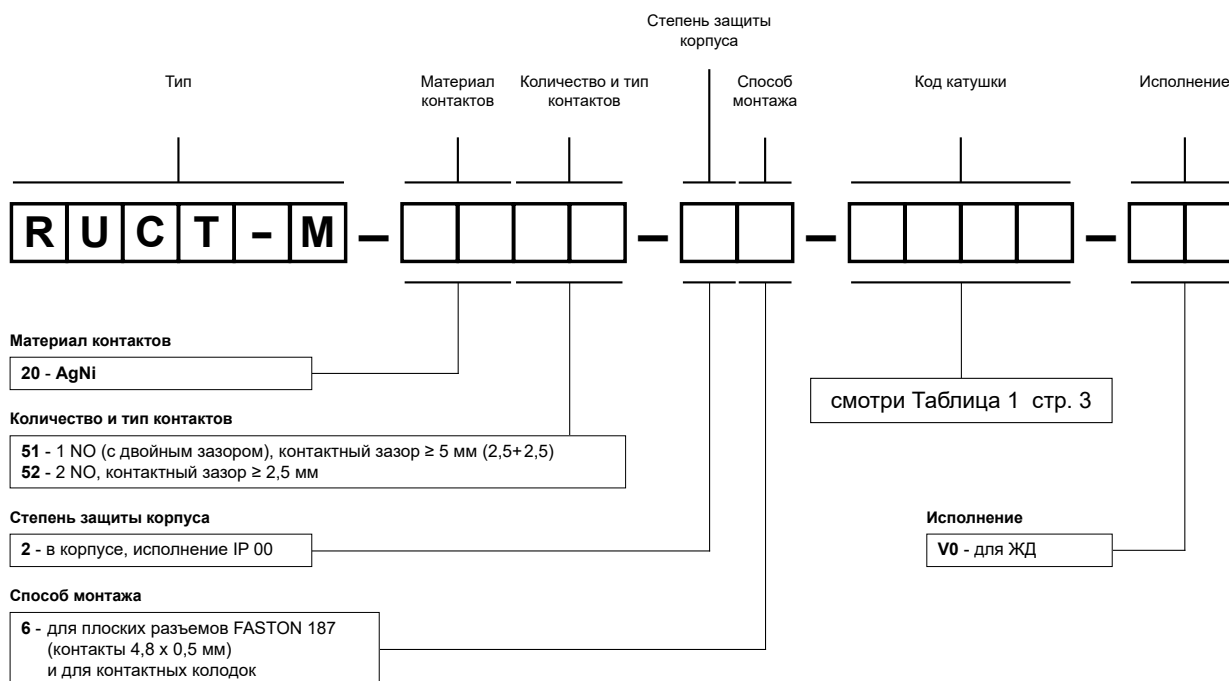 Степень защиты
корпуса
Тип
Материал
контактов
Количество и тип
контактов
Способ
монтажа
Код катушки
Исполнение
RUCT-M – – – –
Материал контактов
20 - AgNi
смотри Таблица 1 стр. 3
Количество и тип контактов
51 - 1 NO (с двойным зазором), контактный зазор ≥ 5 мм (2,5+2,5)
52 - 2 NO, контактный зазор ≥ 2,5 мм
Степень защиты корпуса
2 - в корпусе, исполнение IP 00
Исполнение
V0 - для ЖД
Способ монтажа
6 - для плоских разъемов FASTON 187
(контакты 4,8 x 0,5 мм)
и для контактных колодок